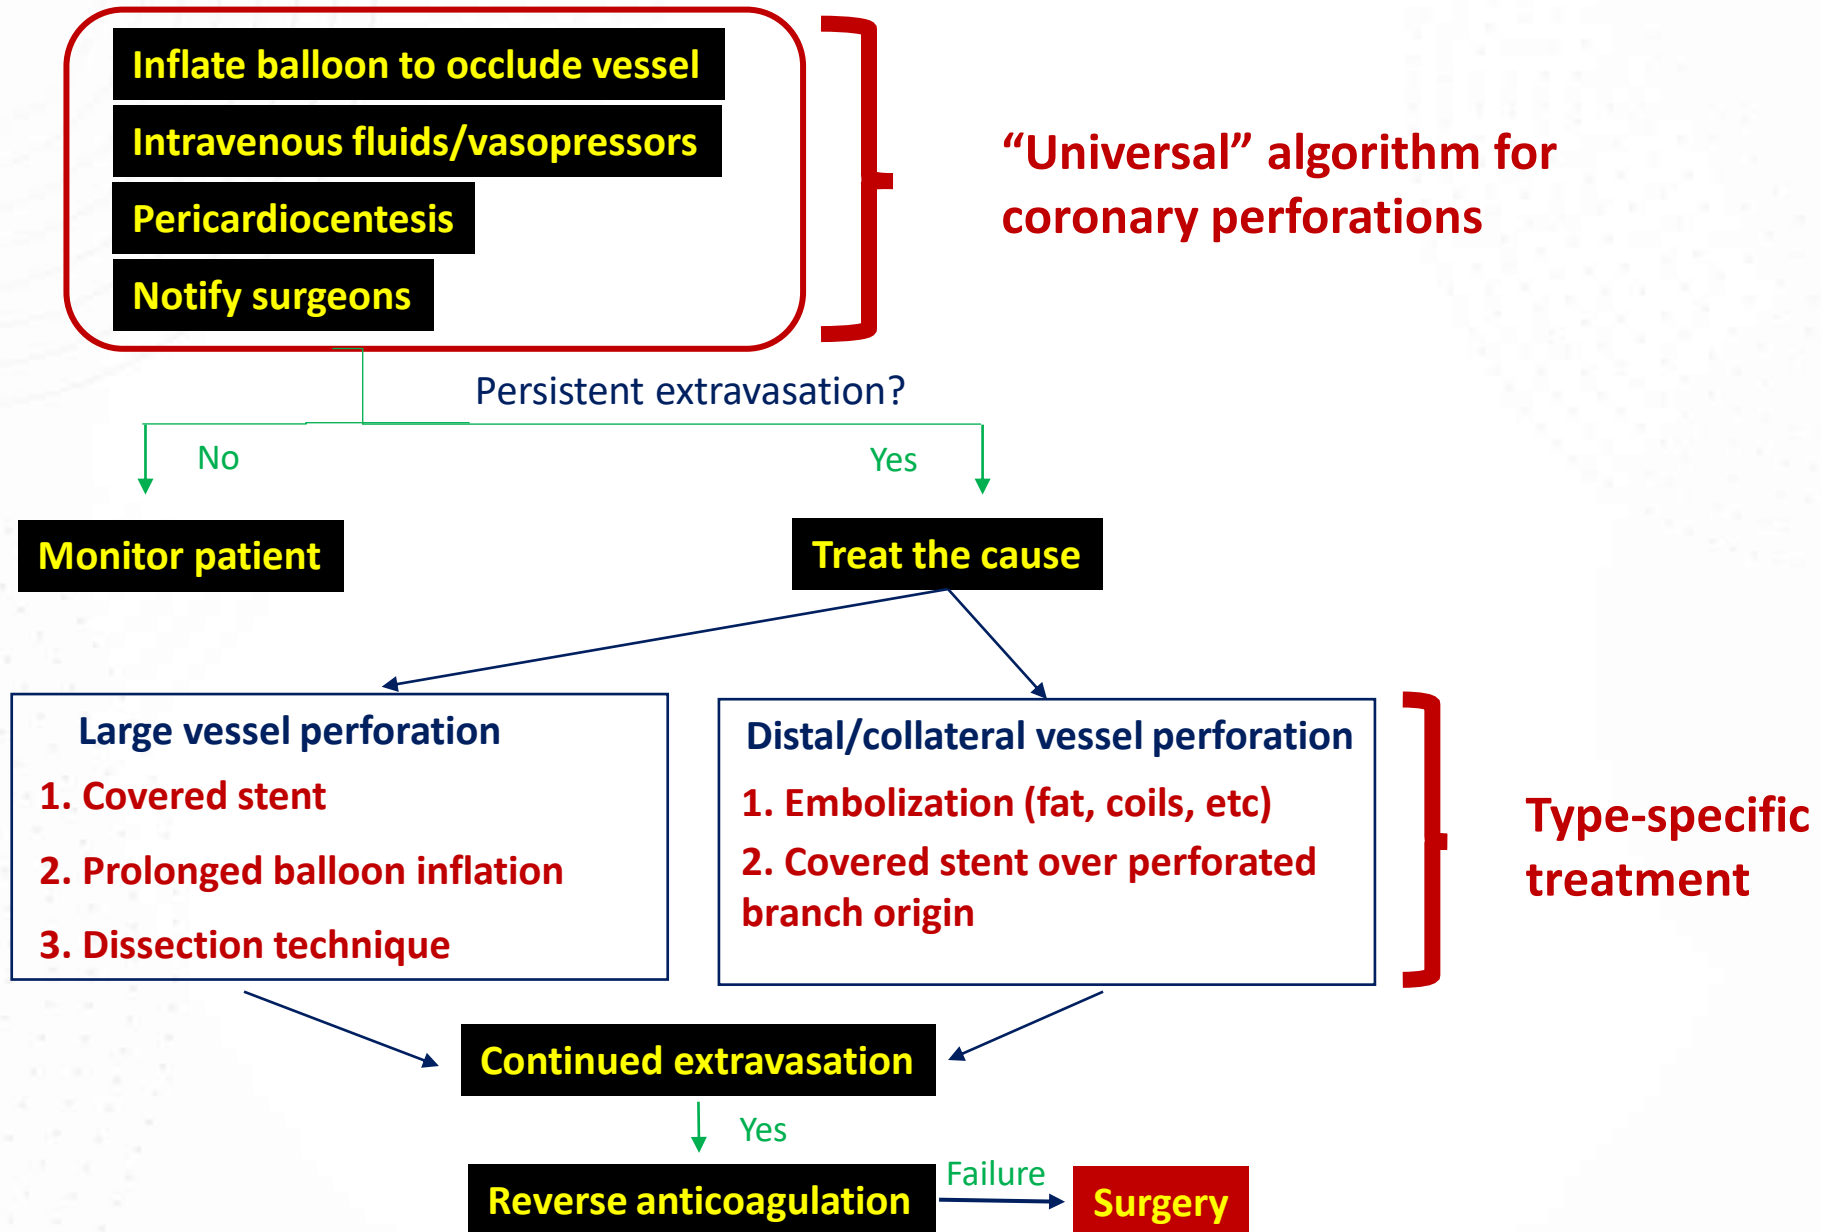 Inflate balloon to occlude vessel
Intravenous fluids/vasopressors
Pericardiocentesis
Notify surgeons
“Universal” algorithm for
coronary perforations
Persistent extravasation?
No
Yes
Monitor patient
Treat the cause
Large vessel perforation
1. Covered stent
2. Prolonged balloon inflation
3. Dissection technique
Distal/collateral vessel perforation
1. Embolization (fat, coils, etc)
2. Covered stent over perforated
branch origin
Type-specific
treatment
Continued extravasation
Yes
Reverse anticoagulation
Failure
Surgery